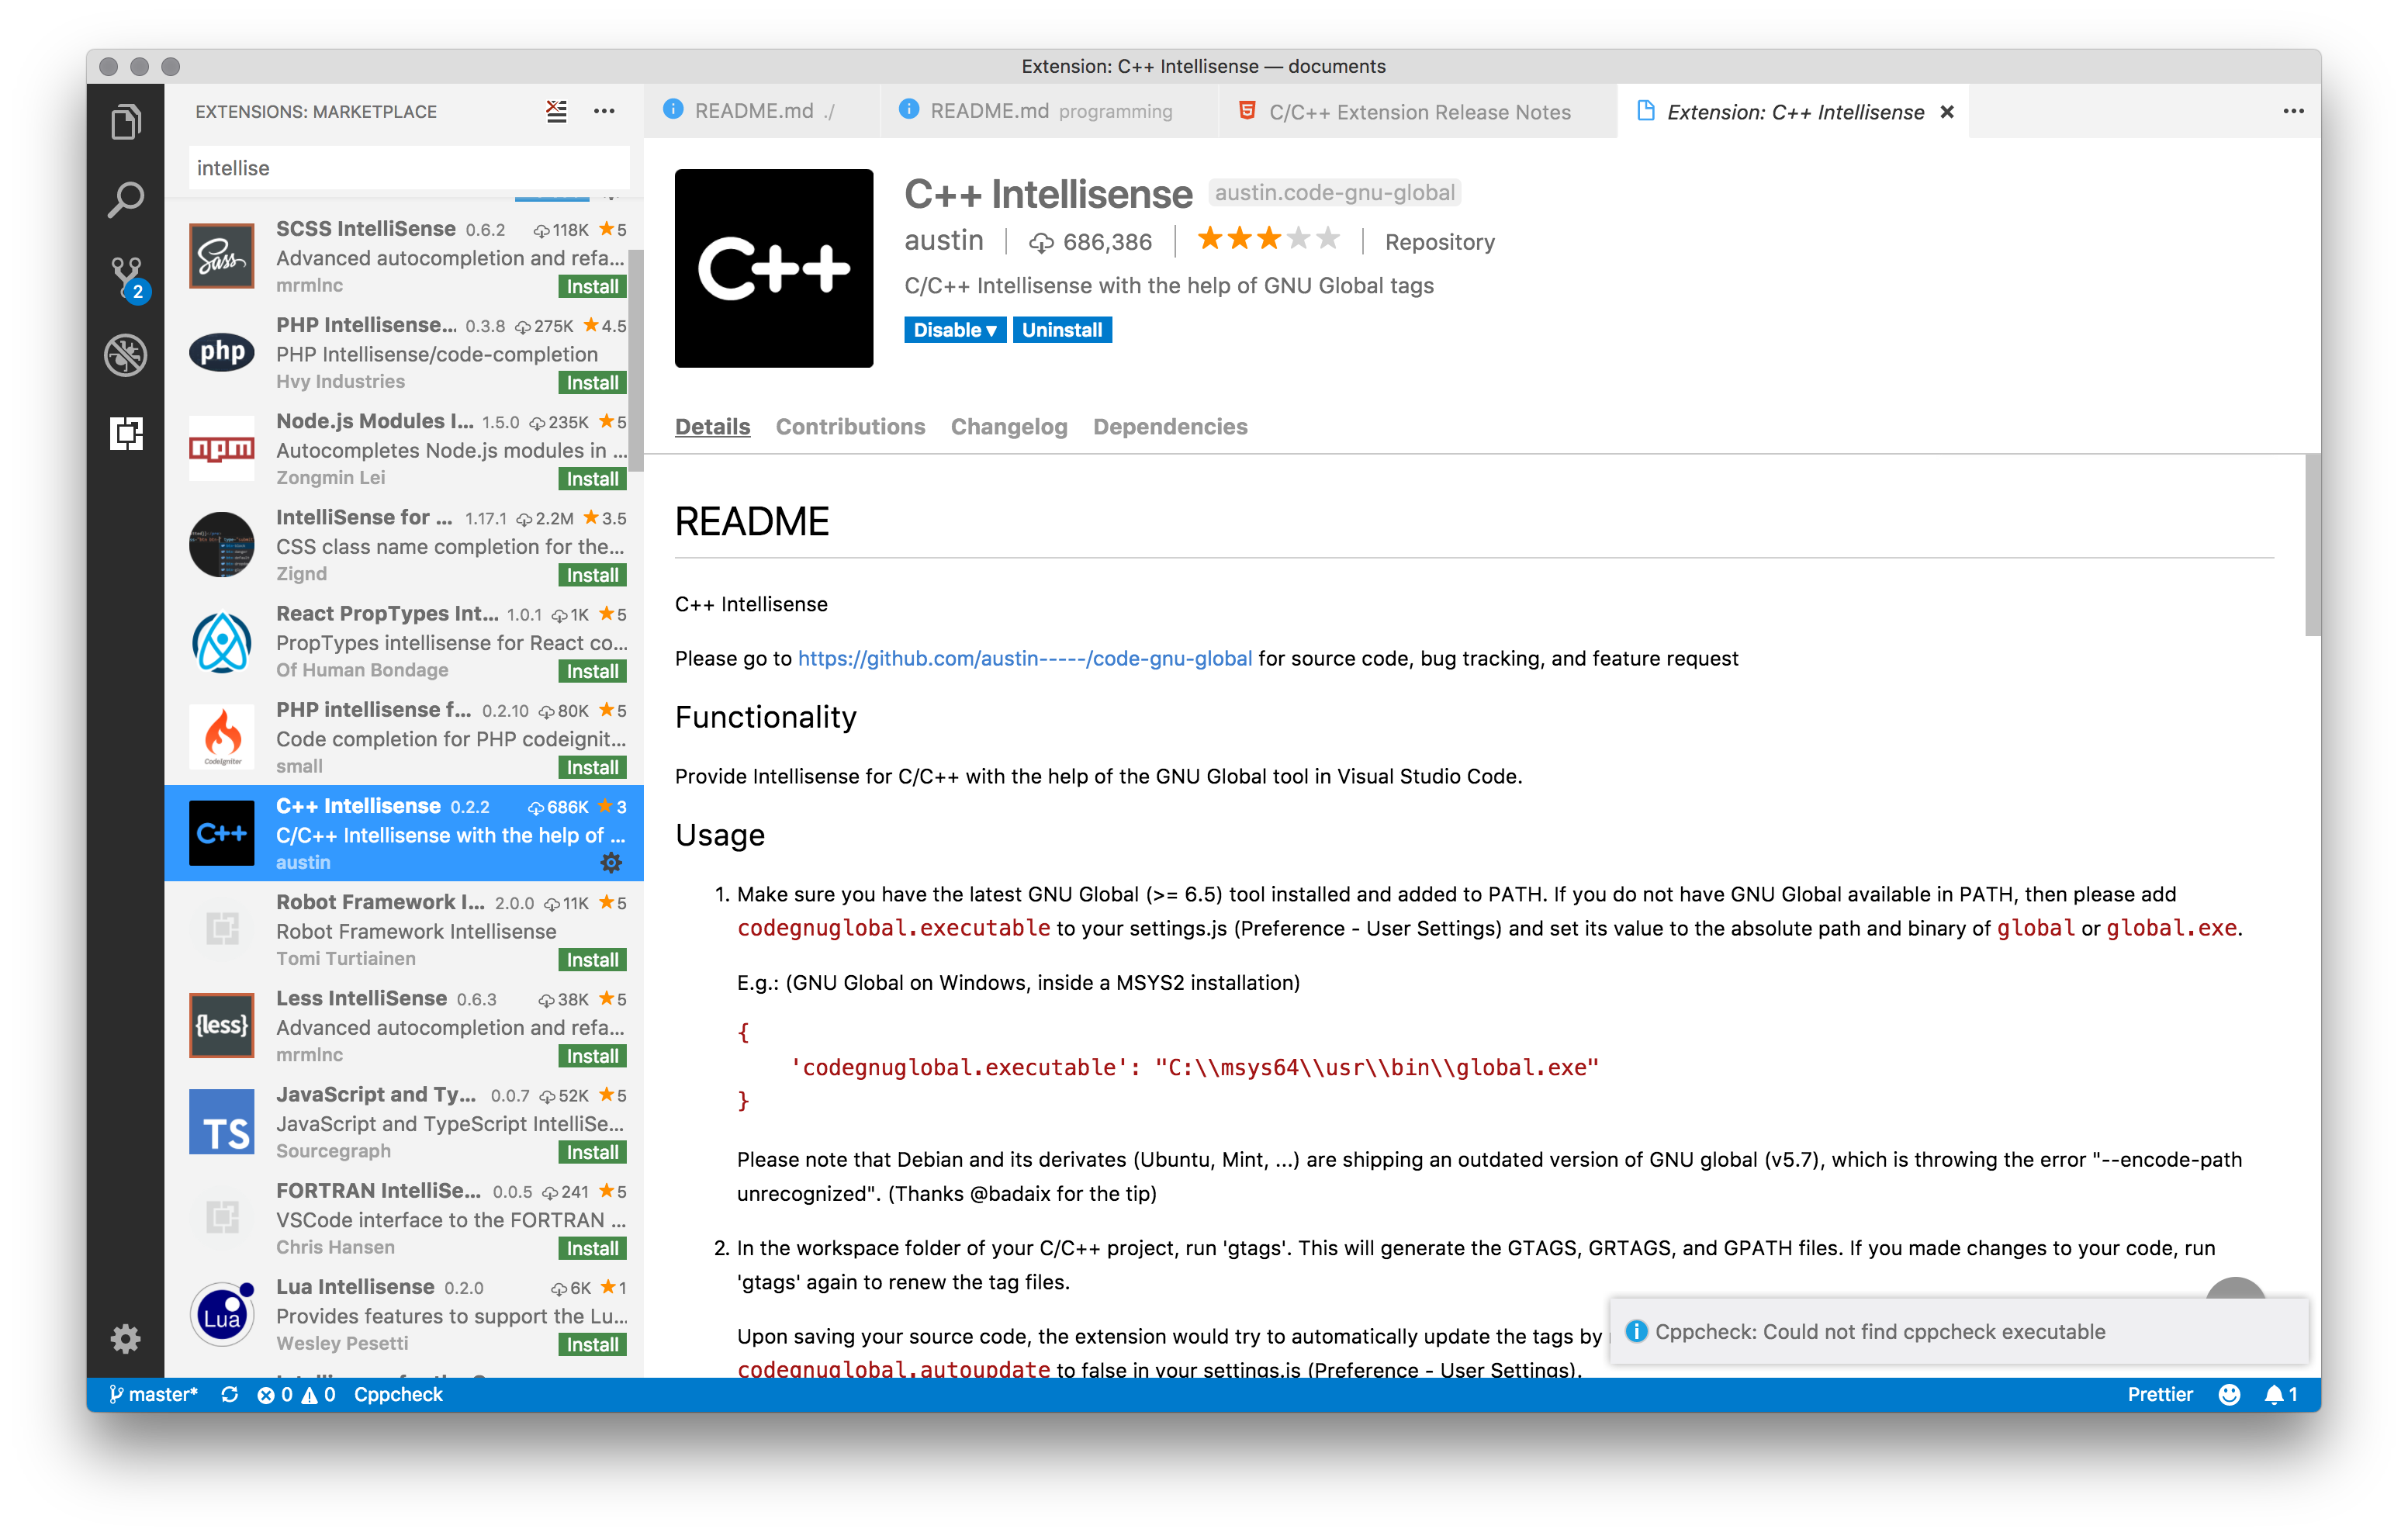 Extension: C++ Intellisense — documents
EXTENSIONS: MARKETPLACE
intellise
SCSS IntelliSense 0.6.2 118K ★5
Advanced autocompletion and refa...
mrmlnc Install
PHP Intellisense... 0.3.8 275K ★4.5
php
PHP Intellisense/code-completion
Hvy Industries Install
Node.js Modules I... 1.5.0 235K ★5
npm
Autocompletes Node.js modules in ...
Zongmin Lei Install
IntelliSense for ... 1.17.1 2.2M ★3.5
CSS class name completion for the...
Zignd Install
React PropTypes Int... 1.0.1 1K ★5
PropTypes intellisense for React co...
Of Human Bondage Install
PHP intellisense f... 0.2.10 80K ★5
Code completion for PHP codeignit...
CodeIgniter
small Install
C++ Intellisense 0.2.2 686K ★3
C++
C/C++ Intellisense with the help of ...
austin
Robot Framework I... 2.0.0 11K ★5
Robot Framework Intellisense
Tomi Turtiainen Install
Less IntelliSense 0.6.3 38K ★5
{less}
Advanced autocompletion and refa...
mrmlnc Install
JavaScript and Ty... 0.0.7 52K ★5
TS
JavaScript and TypeScript IntelliSe...
Sourcegraph Install
FORTRAN IntelliSe... 0.0.5 241 ★5
VSCode interface to the FORTRAN ...
Chris Hansen Install
Lua Intellisense 0.2.0 6K ★1
Lua
Provides features to support the Lu...
Wesley Pesetti Install
2
README.md ./ README.md programming C/C++ Extension Release Notes Extension: C++ Intellisense
Sass
C++
C++ Intellisense austin.code-gnu-global
austin | 686,386 | ★★★★★ | Repository
C/C++ Intellisense with the help of GNU Global tags
Disable ▾ Uninstall
Details Contributions Changelog Dependencies
README
C++ Intellisense
Please go to https://github.com/austin-----/code-gnu-global for source code, bug tracking, and feature request
Functionality
Provide Intellisense for C/C++ with the help of the GNU Global tool in Visual Studio Code.
Usage
1. Make sure you have the latest GNU Global (>= 6.5) tool installed and added to PATH. If you do not have GNU Global available in PATH, then please add
codegnuglobal.executable to your settings.js (Preference - User Settings) and set its value to the absolute path and binary of global or global.exe.
E.g.: (GNU Global on Windows, inside a MSYS2 installation)
{
'codegnuglobal.executable': "C:\\msys64\\usr\\bin\\global.exe"
}
Please note that Debian and its derivates (Ubuntu, Mint, ...) are shipping an outdated version of GNU global (v5.7), which is throwing the error "--encode-path
unrecognized". (Thanks @badaix for the tip)
2. In the workspace folder of your C/C++ project, run 'gtags'. This will generate the GTAGS, GRTAGS, and GPATH files. If you made changes to your code, run
'gtags' again to renew the tag files.
Upon saving your source code, the extension would try to automatically update the tags by
codegnuglobal.autoupdate to false in your settings.js (Preference - User Settings).
Cppcheck: Could not find cppcheck executable
master* 0 0 Cppcheck Prettier 1